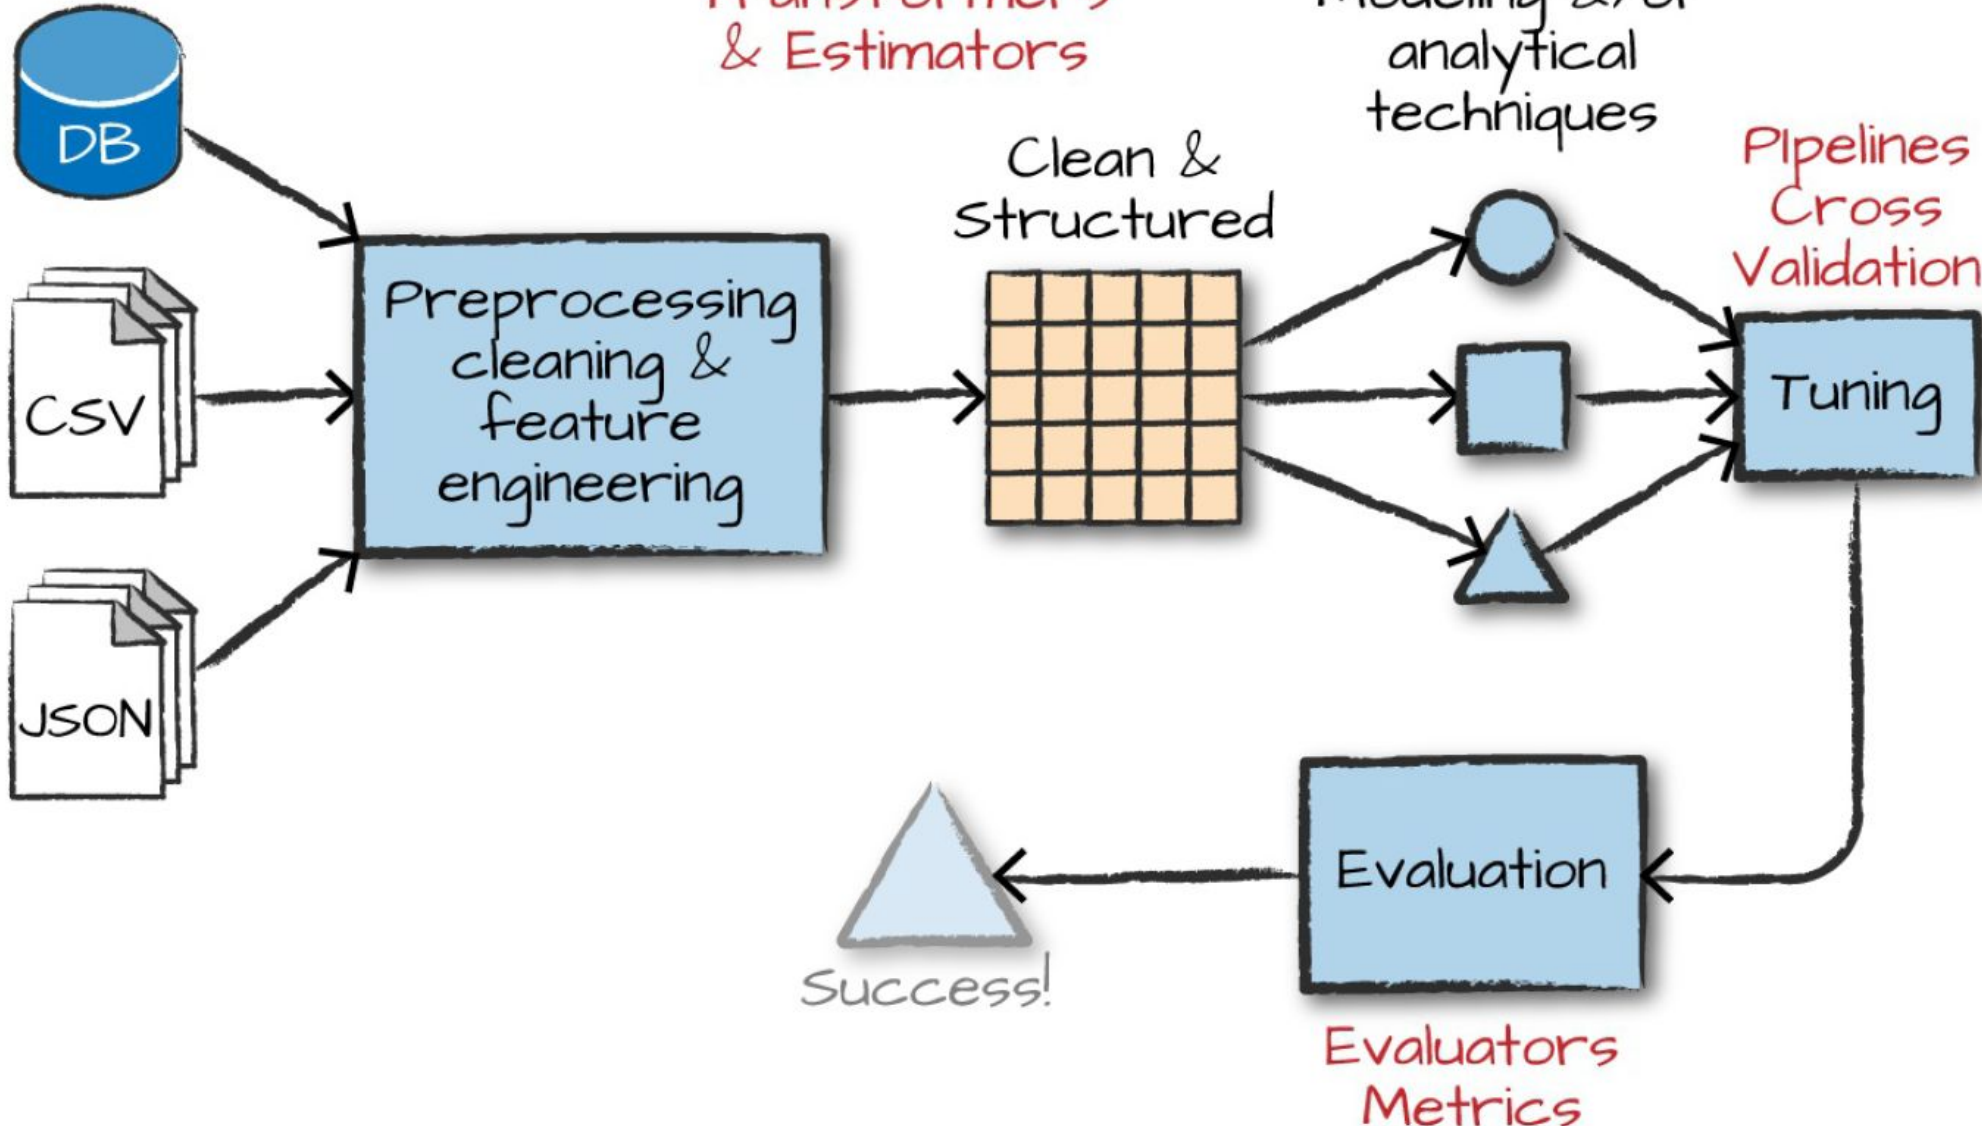 & Estimators
analytical
techniques
DB
Clean &
Structured
PIpelines
Cross
Validation
Preprocessing
cleaning &
feature
engineering
CSV
Tuning
JSON
Evaluation
Success!
Evaluators
Metrics